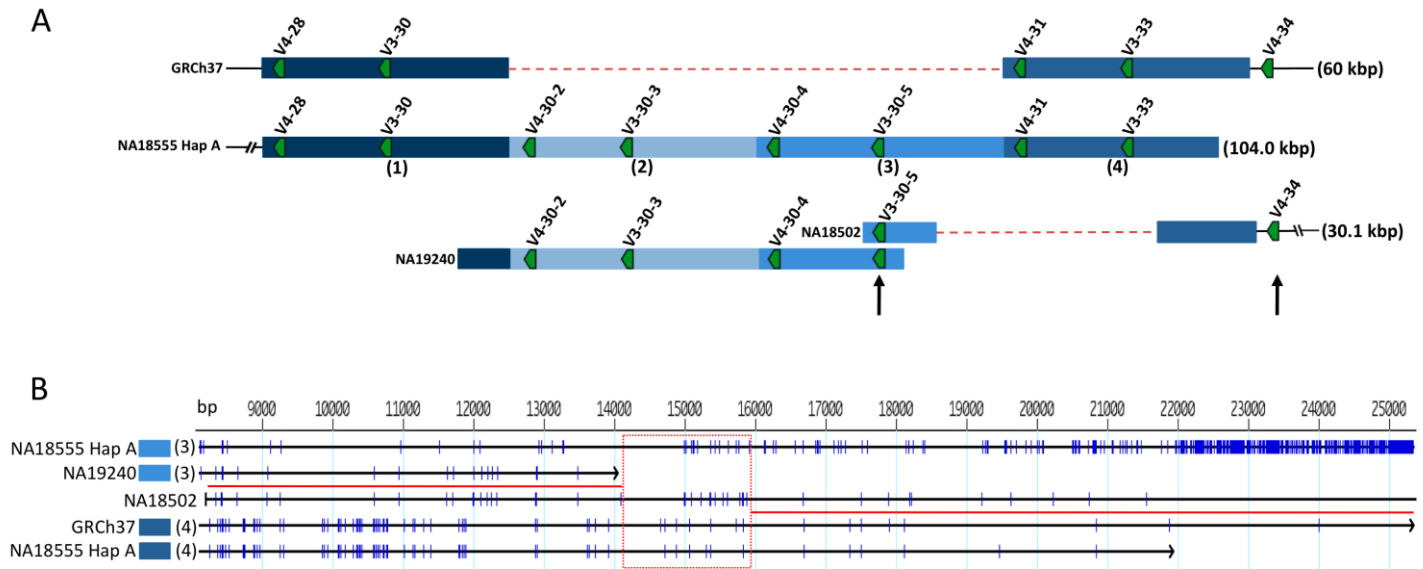 A
V4-28 V3-30 V4-31 V3-33 V4-34
GRCh37 (60 kbp)
V4-28 V3-30 V4-30-2 V3-30-3 V4-30-4 V3-30-5 V4-31 V3-33
NA18555 Hap A (104.0 kbp)
(1) (2) (3) (4)
V3-30-5 V4-34
NA18502 (30.1 kbp)
V4-30-2 V3-30-3 V4-30-4
NA19240
B
bp 9000 10000 11000 12000 13000 14000 15000 16000 17000 18000 19000 20000 21000 22000 23000 24000 25000
NA18555 Hap A (3)
NA19240 (3)
NA18502
GRCh37 (4)
NA18555 Hap A (4)